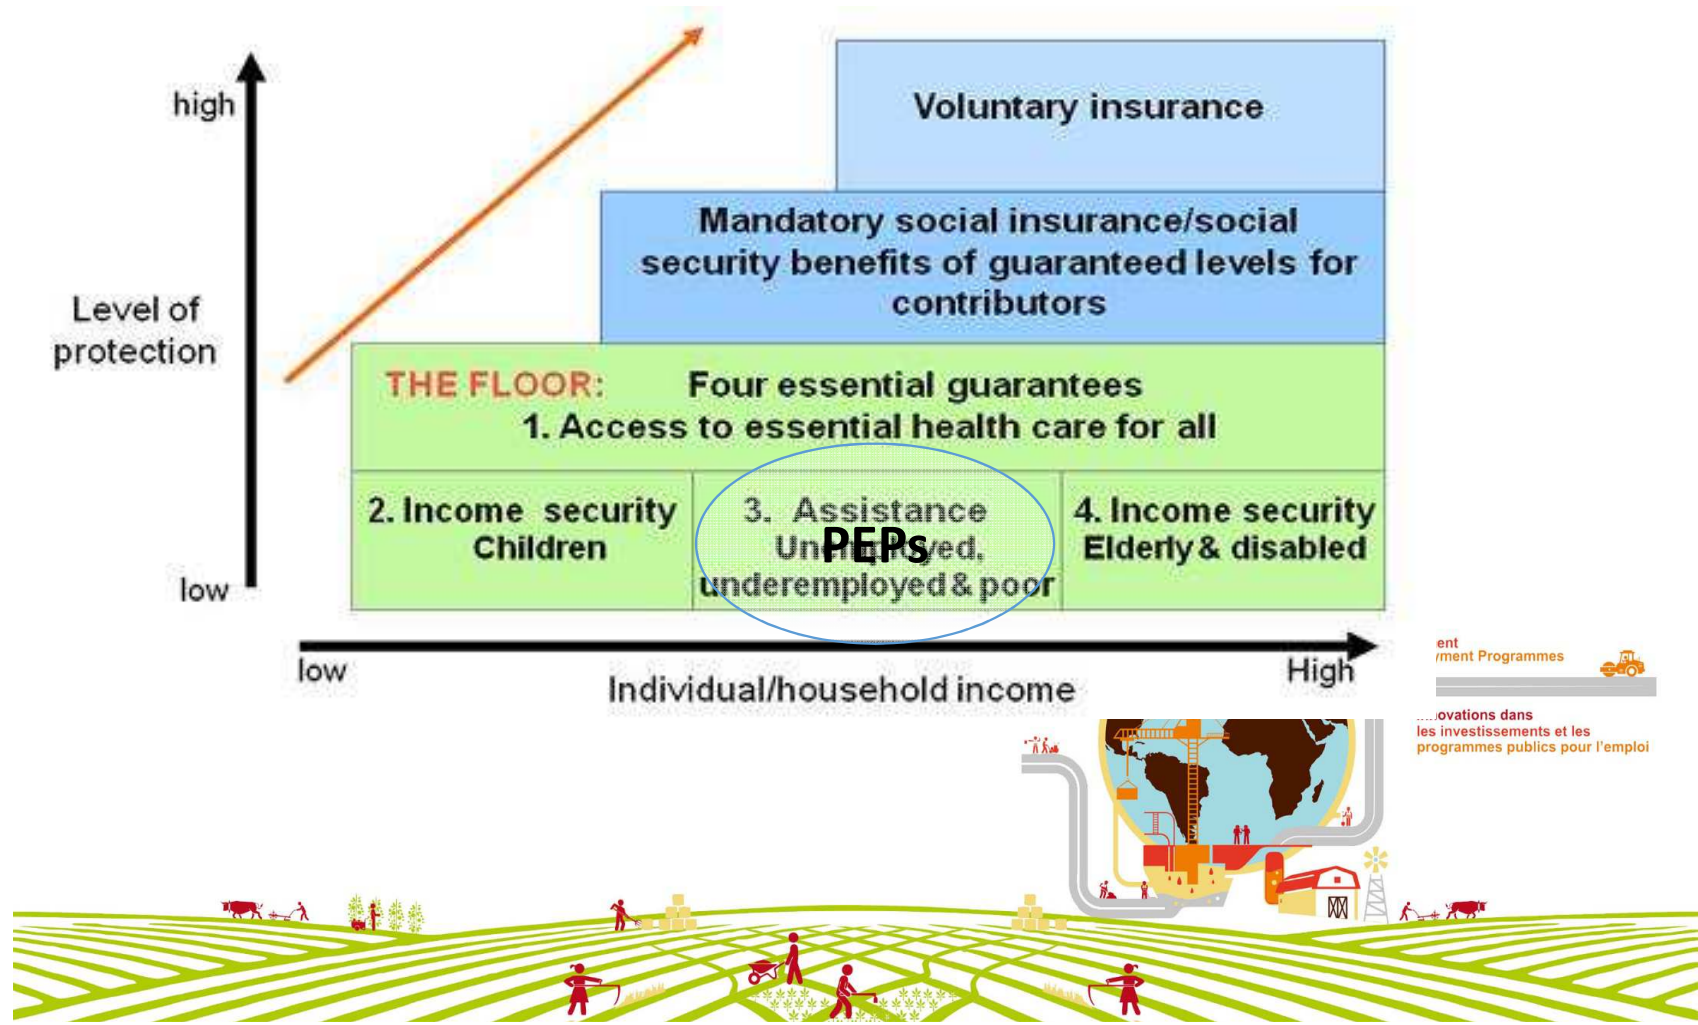 high
Voluntary insurance
Mandatory social insurance/social
security benefits of guaranteed levels for
contributors
Level of
protection
THE FLOOR: Four essential guarantees
1. Access to essential health care for all
2. Income security
Children
3. Assistance
Unemployed,
underemployed & poor
PEPs
4. Income security
Elderly & disabled
low
low
High
Individual/household income
Programmes
dans
les investissements et les
programmes publics pour l'emploi